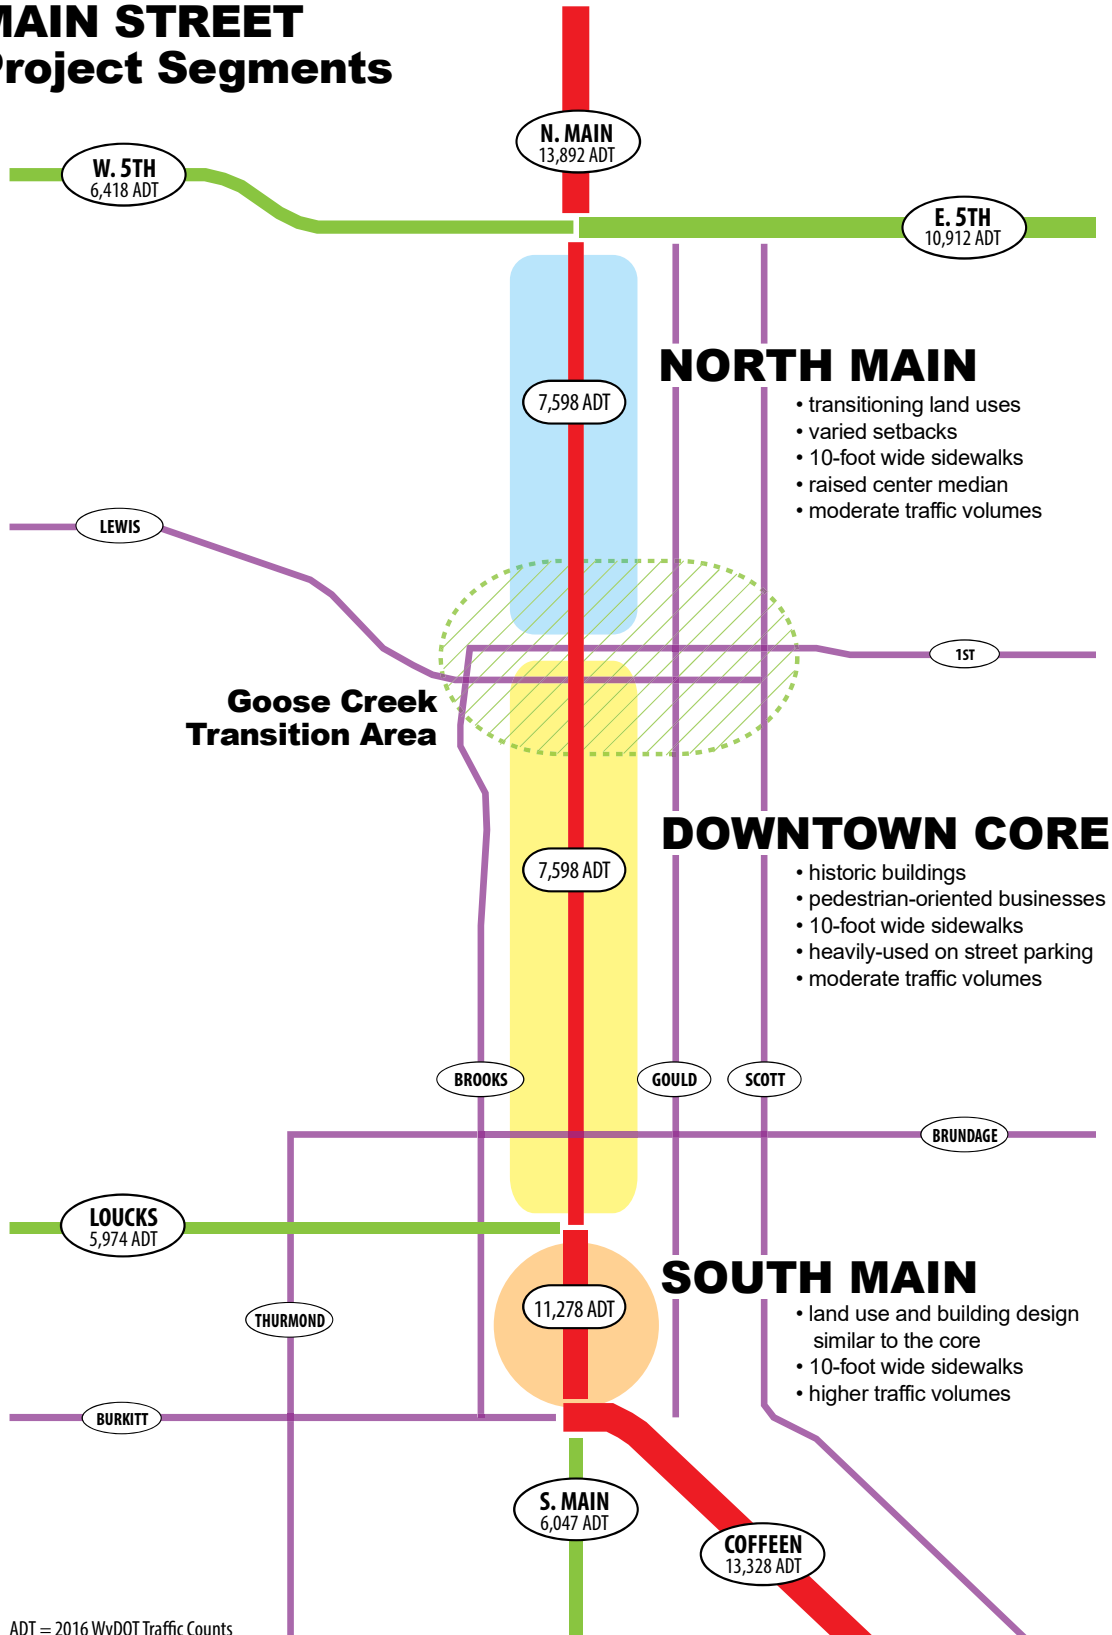 MAIN STREET
Project Segments
N. MAIN
13,892 ADT
W. 5TH
6,418 ADT
E. 5TH
10,912 ADT
NORTH MAIN
7,598 ADT
• transitioning land uses
• varied setbacks
• 10-foot wide sidewalks
• raised center median
• moderate traffic volumes
LEWIS
1ST
Goose Creek
Transition Area
DOWNTOWN CORE
7,598 ADT
• historic buildings
• pedestrian-oriented businesses
• 10-foot wide sidewalks
• heavily-used on street parking
• moderate traffic volumes
BROOKS
GOULD
SCOTT
BRUNDAGE
LOUCKS
5,974 ADT
SOUTH MAIN
11,278 ADT
• land use and building design
similar to the core
• 10-foot wide sidewalks
• higher traffic volumes
THURMOND
BURKITT
S. MAIN
6,047 ADT
COFFEEN
13,328 ADT
ADT = 2016 WyDOT Traffic Counts